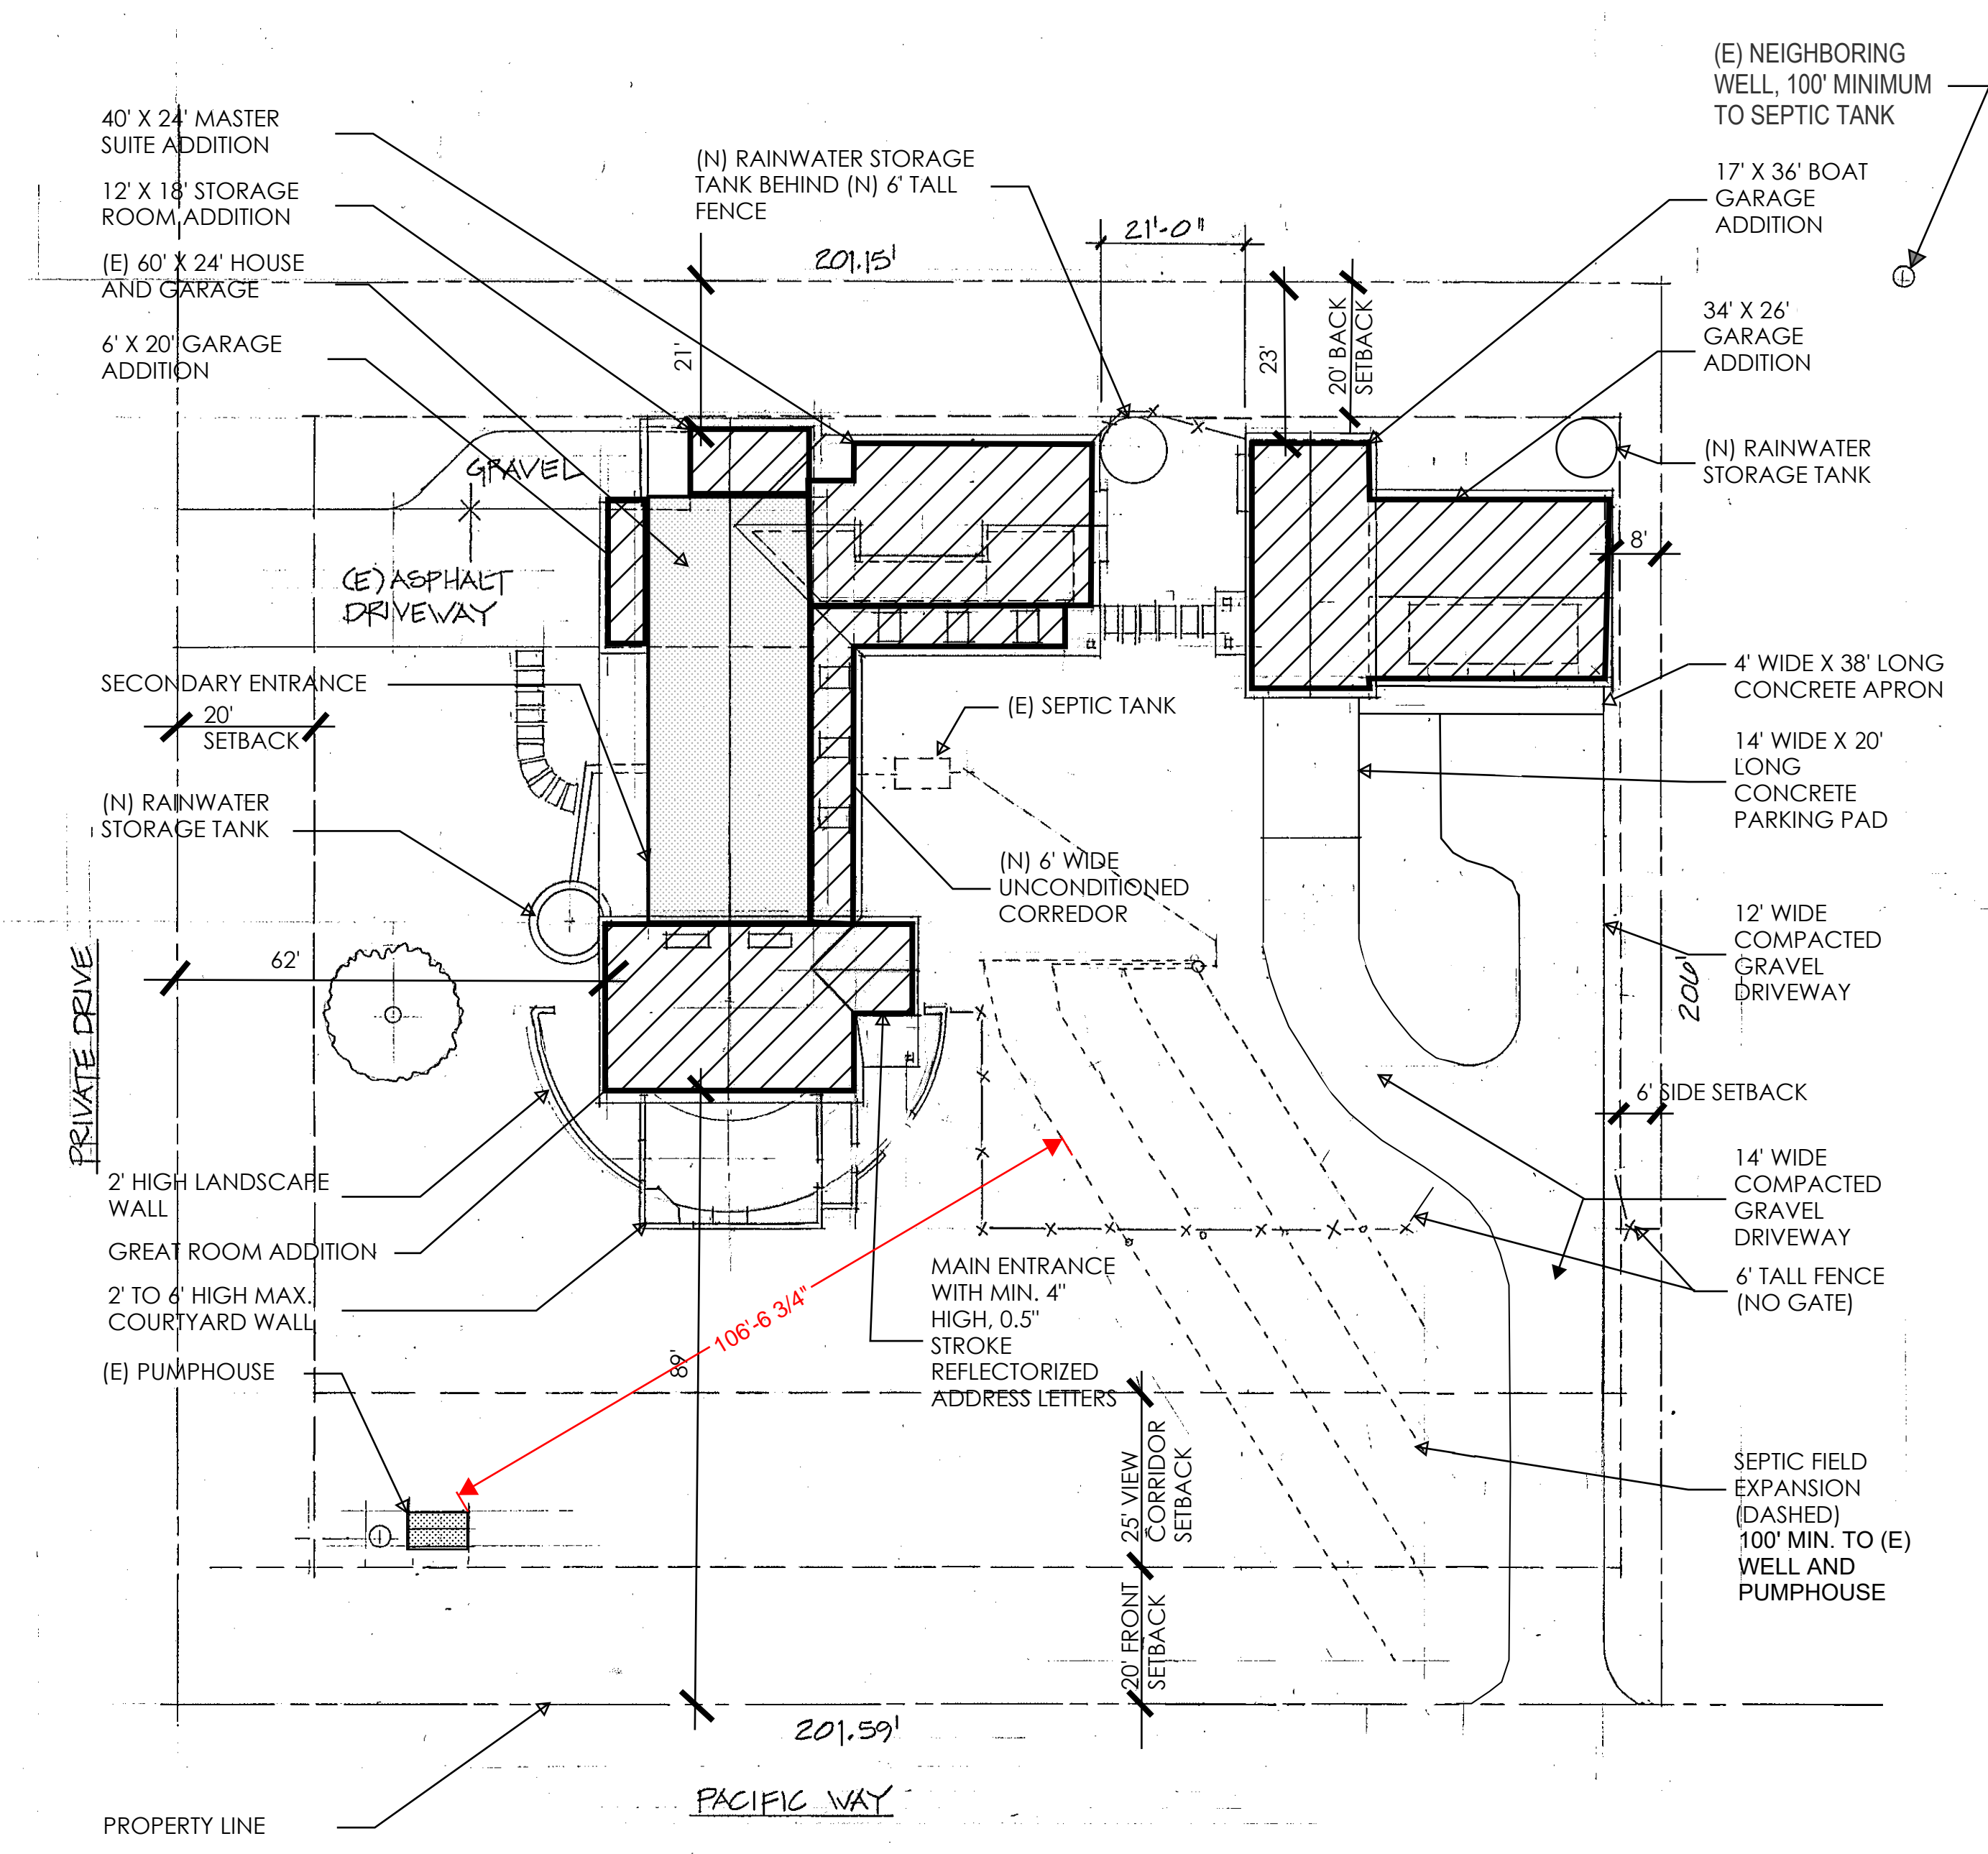 (E) NEIGHBORING
WELL, 100' MINIMUM
TO SEPTIC TANK
40' X 24' MASTER
SUITE ADDITION
12' X 18' STORAGE
ROOM ADDITION
(E) 60' X 24' HOUSE
AND GARAGE
6' X 20' GARAGE
ADDITION
(N) RAINWATER STORAGE
TANK BEHIND (N) 6' TALL
FENCE
201.15'
21'-0"
17' X 36' BOAT
GARAGE
ADDITION
34' X 26'
GARAGE
ADDITION
21'
23'
20' BACK
SETBACK
(N) RAINWATER
STORAGE TANK
GRAVEL
(E) ASPHALT
DRIVEWAY
8'
SECONDARY ENTRANCE
20'
SETBACK
(E) SEPTIC TANK
4' WIDE X 38' LONG
CONCRETE APRON
14' WIDE X 20'
LONG
CONCRETE
PARKING PAD
(N) RAINWATER
STORAGE TANK
(N) 6' WIDE
UNCONDITIONED
CORREDOR
12' WIDE
COMPACTED
GRAVEL
DRIVEWAY
62'
PRIVATE DRIVE
206'
6' SIDE SETBACK
2' HIGH LANDSCAPE
WALL
GREAT ROOM ADDITION
2' TO 6' HIGH MAX.
COURTYARD WALL
(E) PUMPHOUSE
106'-6 3/4"
89'
MAIN ENTRANCE
WITH MIN. 4"
HIGH, 0.5"
STROKE
REFLECTORIZED
ADDRESS LETTERS
14' WIDE
COMPACTED
GRAVEL
DRIVEWAY
6' TALL FENCE
(NO GATE)
25' VIEW
CORRIDOR
SETBACK
20' FRONT
SETBACK
SEPTIC FIELD
EXPANSION
(DASHED)
100' MIN. TO (E)
WELL AND
PUMPHOUSE
201.59'
PACIFIC WAY
PROPERTY LINE